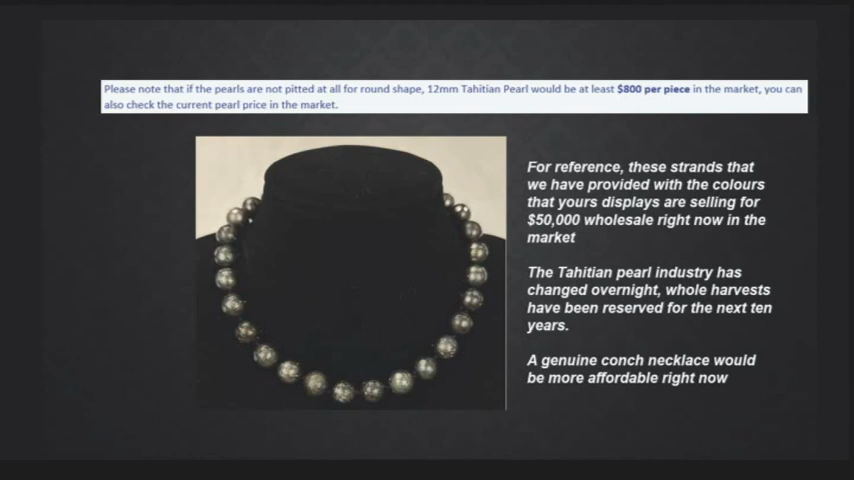 Please note that if the pearls are not pitted at all for round shape, 12mm Tahitian Pearl would be at least $800 per piece in the market, you can
also check the current pearl price in the market.
For reference, these strands that
we have provided with the colours
that yours displays are selling for
$50,000 wholesale right now in the
market
The Tahitian pearl industry has
changed overnight, whole harvests
have been reserved for the next ten
years.
A genuine conch necklace would
be more affordable right now